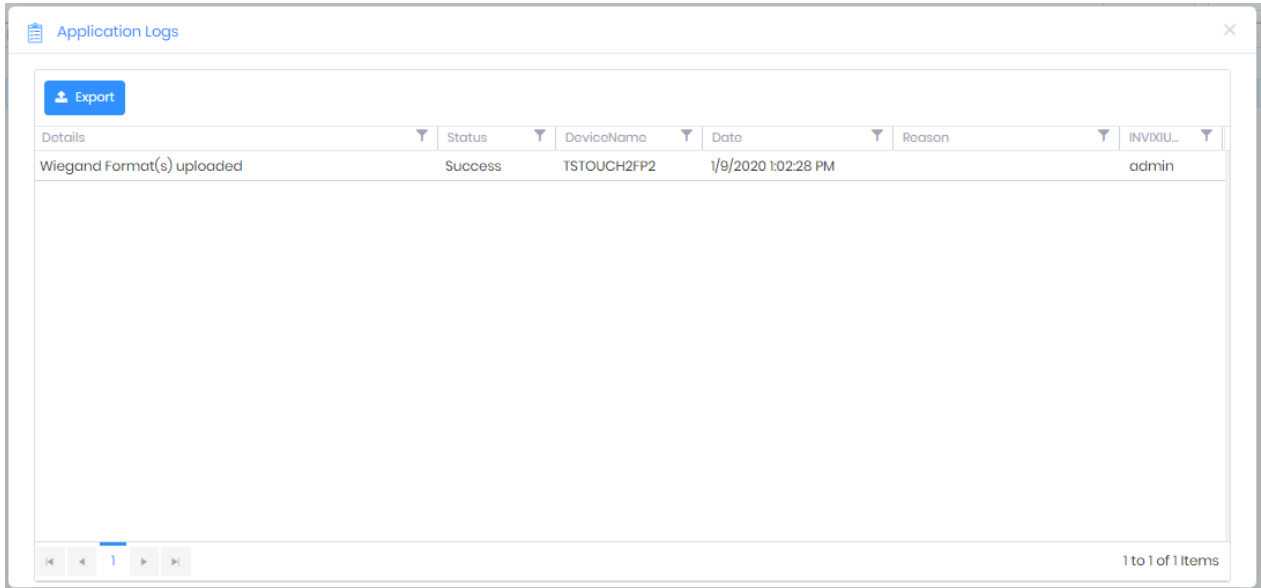 Application Logs
Export
Details Status DeviceName Date Reason INVIXIU...
Wiegand Format(s) uploaded Success TSTOUCH2FP2 1/9/2020 1:02:28 PM admin
1 1 to 1 of 1 Items